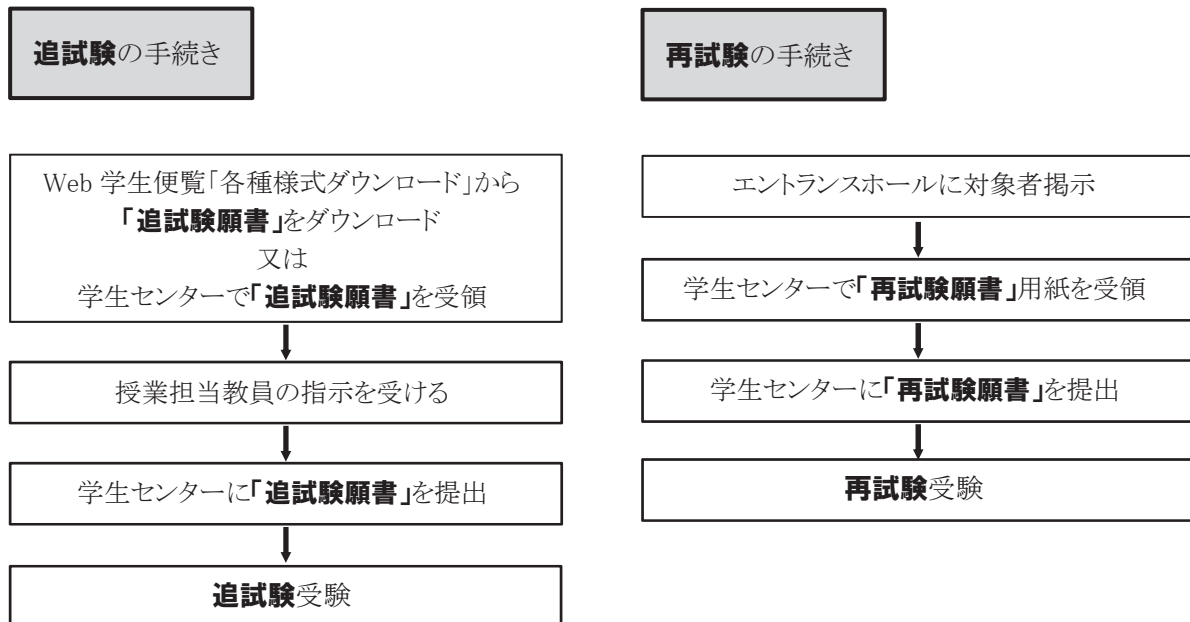 追試験の手続き
Web 学生便覧「各種様式ダウンロード」から
「追試験願書」をダウンロード
又は
学生センターで「追試験願書」を受領
授業担当教員の指示を受ける
学生センターに「追試験願書」を提出
追試験受験
再試験の手続き
エントランスホールに対象者掲示
学生センターで「再試験願書」用紙を受領
学生センターに「再試験願書」を提出
再試験受験